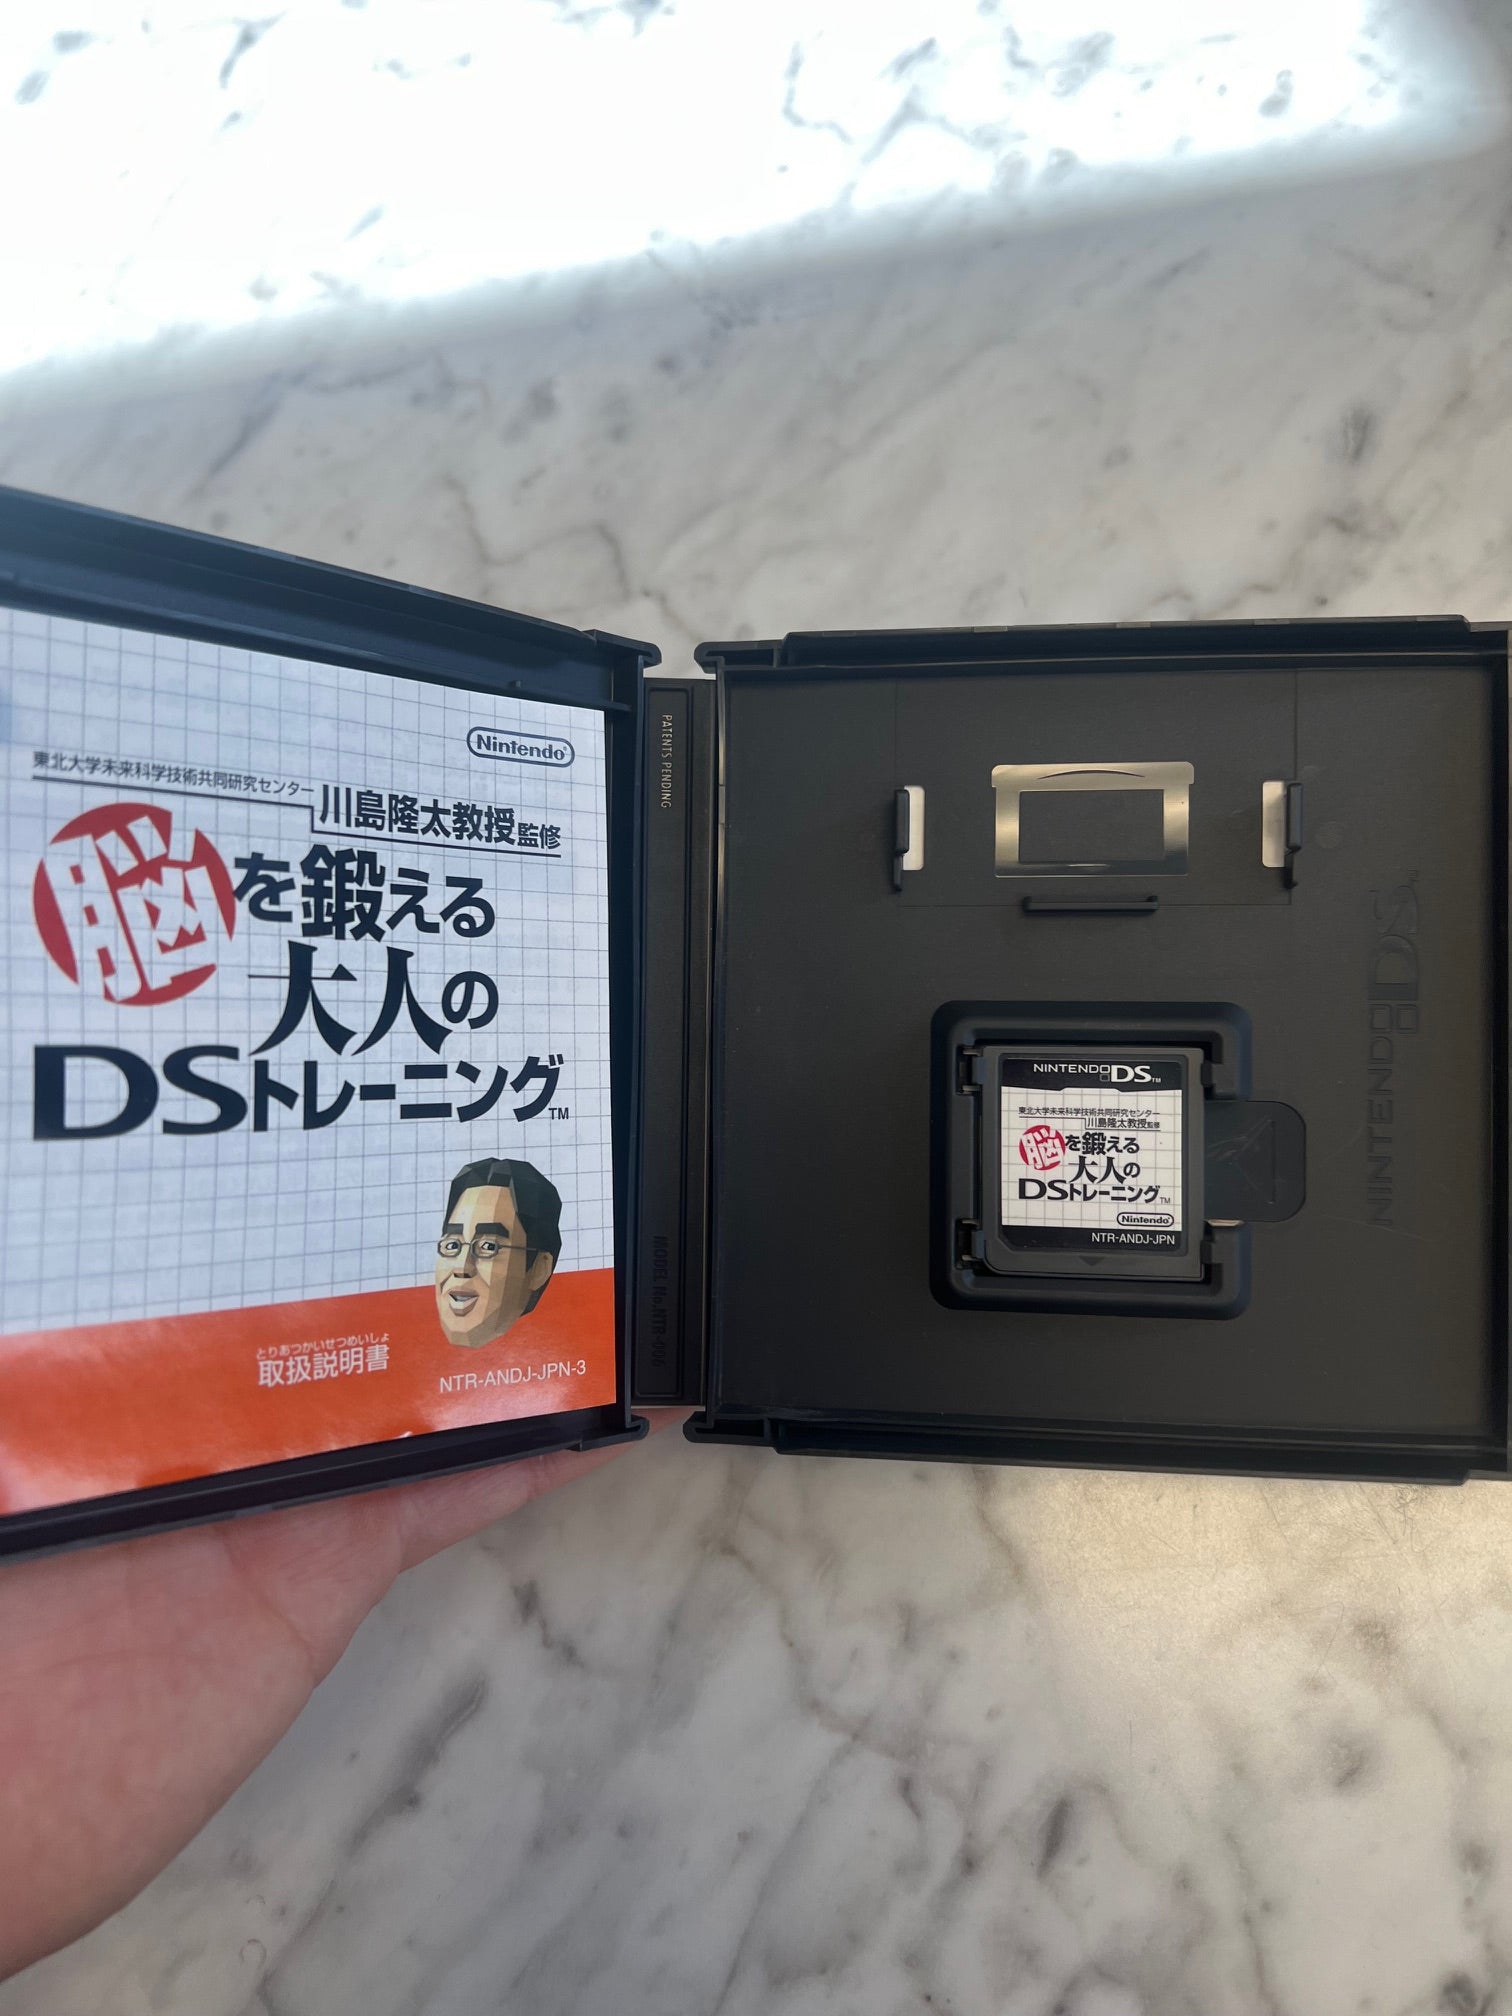 Nintendo®
東北大学未来科学技術共同研究センター
川島隆太教授監修
脳を鍛える
大人の
DSトレーニング™
とりあつかいせつめいしょ
取扱説明書
NTR-ANDJ-JPN-3
PATENTS PENDING
MODEL No.NTR-006
NINTENDO DS™
NINTENDO DS™
東北大学未来科学技術共同研究センター
川島隆太教授監修
脳を鍛える
大人の
DSトレーニング™
Nintendo®
NTR-ANDJ-JPN